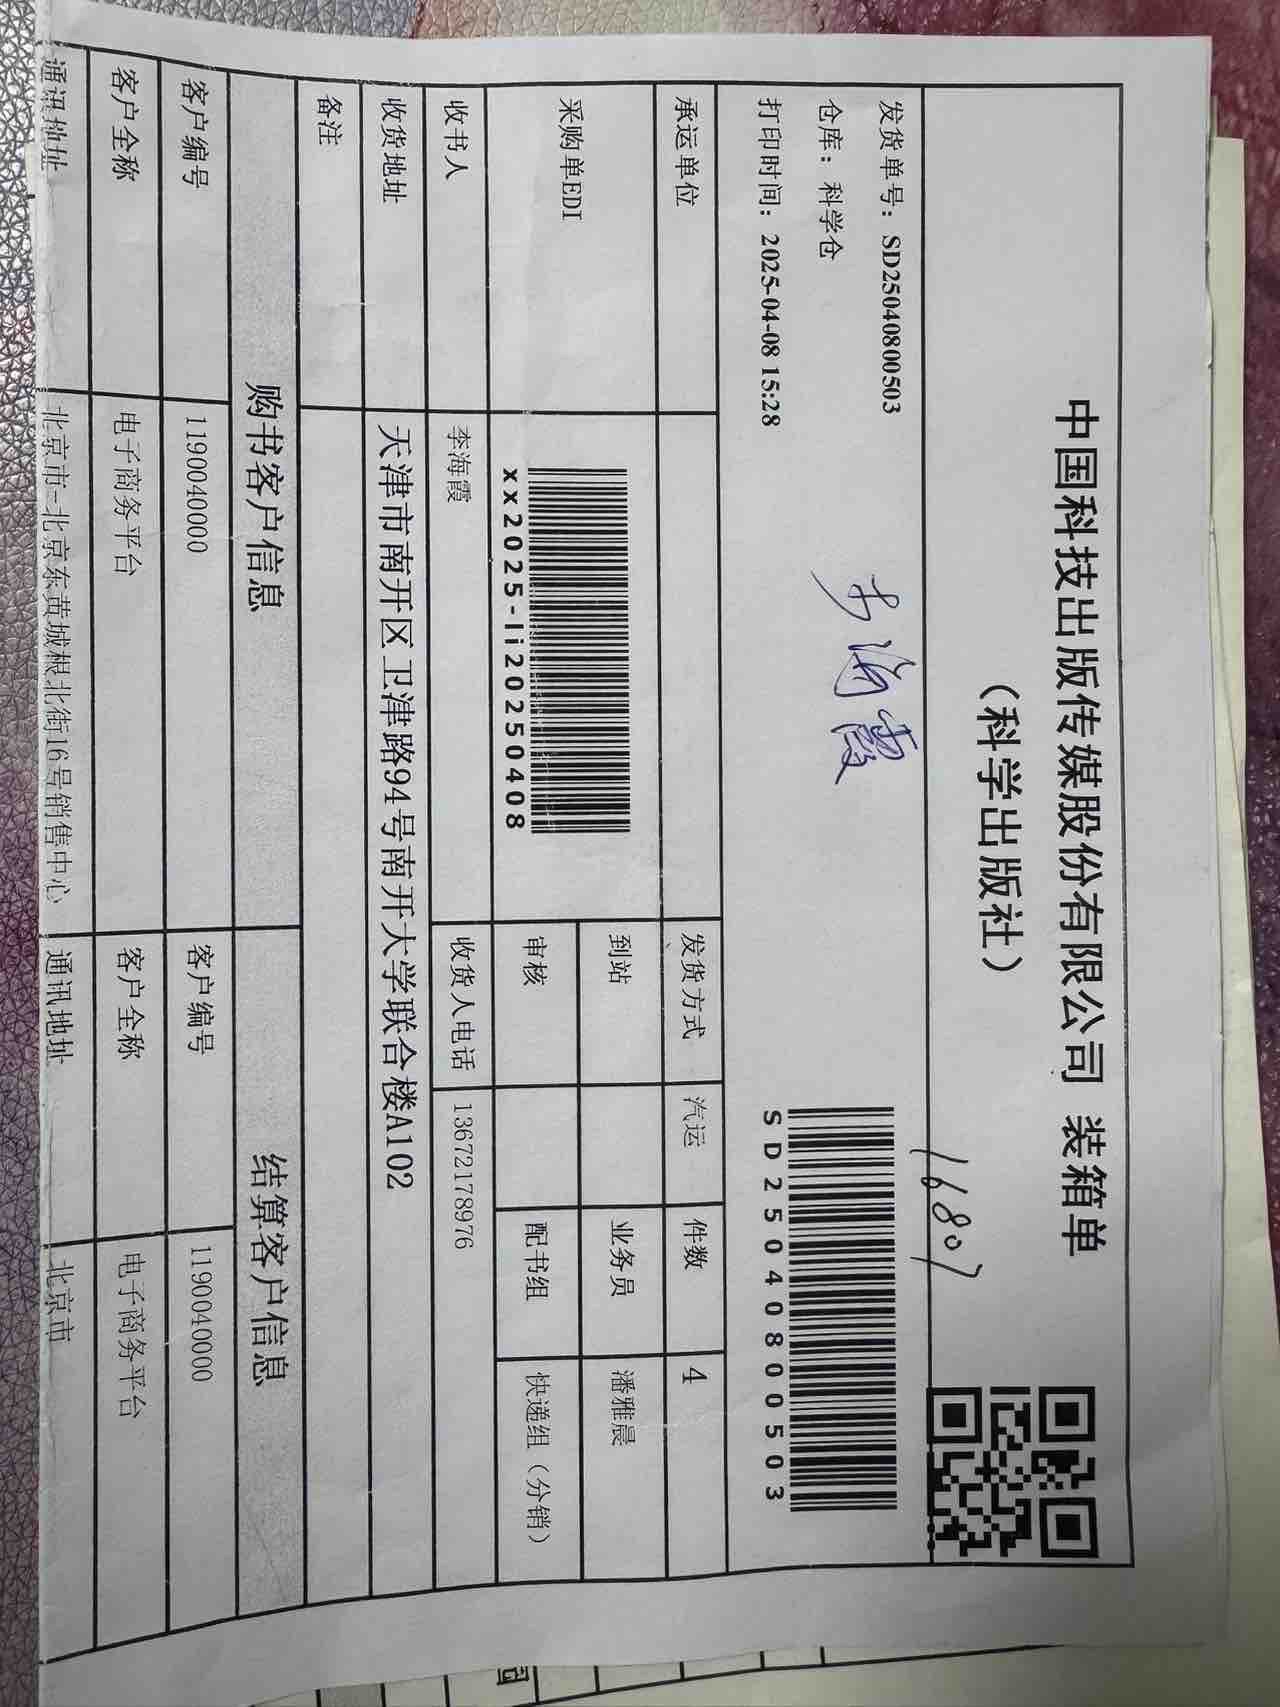 中国科技出版传媒股份有限公司 装箱单
（科学出版社）
16807
发货单号：SD250408005​03
仓库：科学仓
打印时间：2025-04-08 15:28
李海霞
SD25040800503
承运单位 发货方式 汽运 件数 4
采购单EDI
xx2025-li20250408
到站 业务员 潘雅晨
审核 配书组 快递组（分销）
收书人 李海霞 收货人电话 13672178976
收货地址 天津市南开区卫津路94号南开大学联合楼A102
备注
购书客户信息 结算客户信息
客户编号 119004​0000 客户编号 1190040000
客户全称 电子商务平台 客户全称 电子商务平台
通讯地址 北京市-北京东黄城根北街16号销售中心 通讯地址 北京市